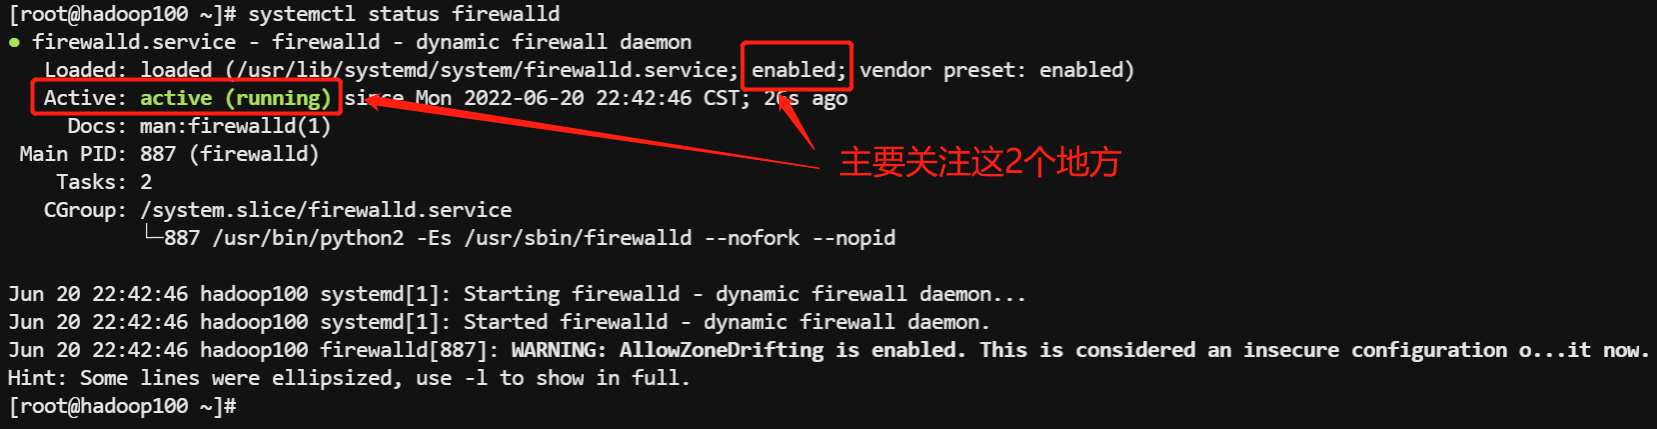 [root@hadoop100 ~]# systemctl status firewalld
● firewalld.service - firewalld - dynamic firewall daemon
Loaded: loaded (/usr/lib/systemd/system/firewalld.service; enabled; vendor preset: enabled)
Active: active (running) since Mon 2022-06-20 22:42:46 CST; 26s ago
Docs: man:firewalld(1)
主要关注这2个地方
Main PID: 887 (firewalld)
Tasks: 2
CGroup: /system.slice/firewalld.service
└─887 /usr/bin/python2 -Es /usr/sbin/firewalld --nofork --nopid
Jun 20 22:42:46 hadoop100 systemd[1]: Starting firewalld - dynamic firewall daemon...
Jun 20 22:42:46 hadoop100 systemd[1]: Started firewalld - dynamic firewall daemon.
Jun 20 22:42:46 hadoop100 firewalld[887]: WARNING: AllowZoneDrifting is enabled. This is considered an insecure configuration o...it now.
Hint: Some lines were ellipsized, use -l to show in full.
[root@hadoop100 ~]#